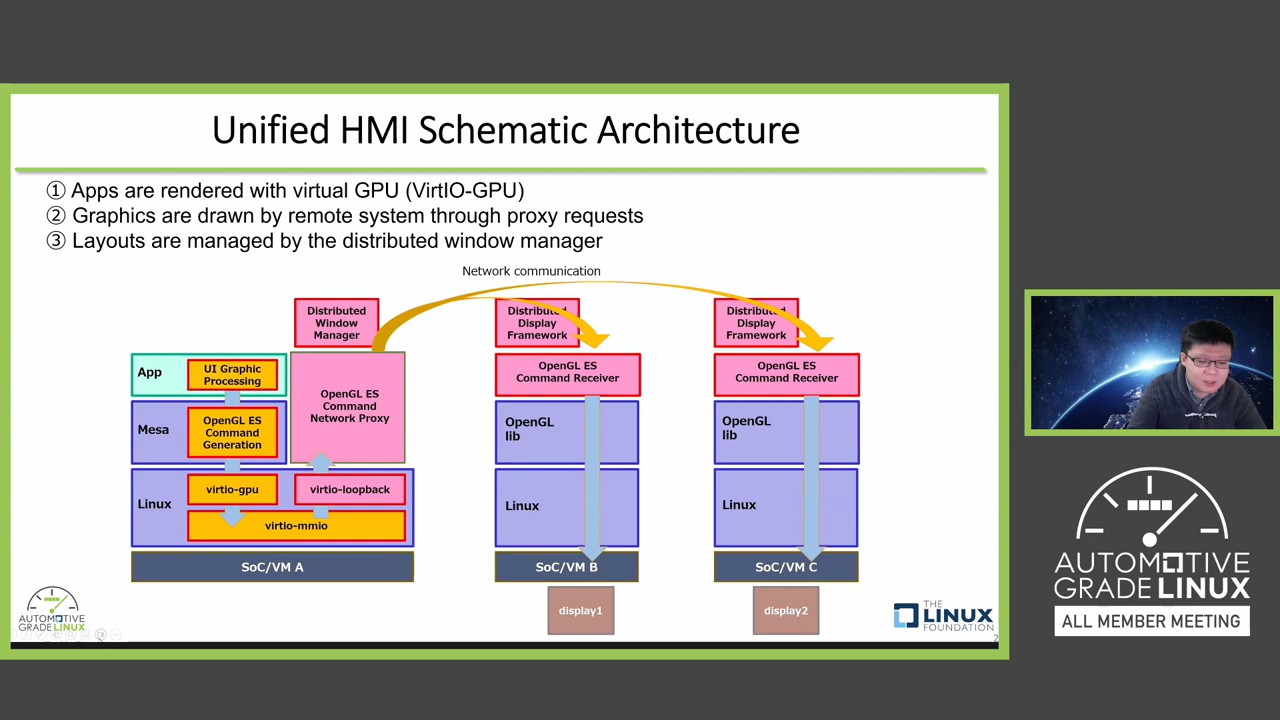 Unified HMI Schematic Architecture
① Apps are rendered with virtual GPU (VirtIO-GPU)
② Graphics are drawn by remote system through proxy requests
③ Layouts are managed by the distributed window manager
Network communication
Distributed
Window
Manager
Distributed
Display
Framework
Distributed
Display
Framework
App
UI Graphic
Processing
OpenGL ES
Command
Network Proxy
OpenGL ES
Command Receiver
OpenGL ES
Command Receiver
Mesa
OpenGL ES
Command
Generation
OpenGL
lib
OpenGL
lib
Linux
virtio-gpu
virtio-loopback
virtio-mmio
Linux
Linux
SoC/VM A
SoC/VM B
SoC/VM C
display1
display2
AUTOMOTIVE
GRADE LINUX
THE
LINUX
FOUNDATION
2
AUTOMOTIVE
GRADE LINUX
ALL MEMBER MEETING